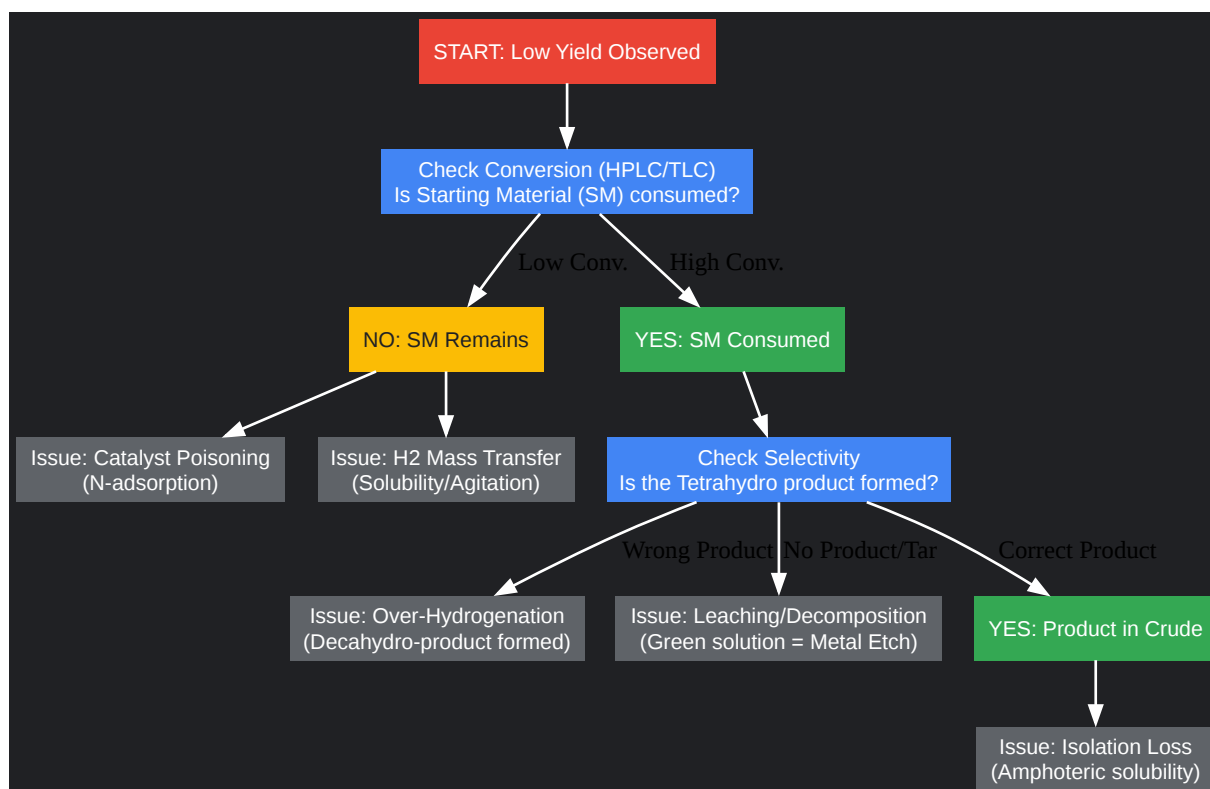 START: Low Yield Observed
Check Conversion (HPLC/TLC)
Is Starting Material (SM) consumed?
Low Conv.
High Conv.
NO: SM Remains
YES: SM Consumed
Issue: Catalyst Poisoning
(N-adsorption)
Issue: H2 Mass Transfer
(Solubility/Agitation)
Check Selectivity
Is the Tetrahydro product formed?
Wrong Product
No Product/Tar
Correct Product
Issue: Over-Hydrogenation
(Decahydro-product formed)
Issue: Leaching/Decomposition
(Green solution = Metal Etch)
YES: Product in Crude
Issue: Isolation Loss
(Amphoteric solubility)